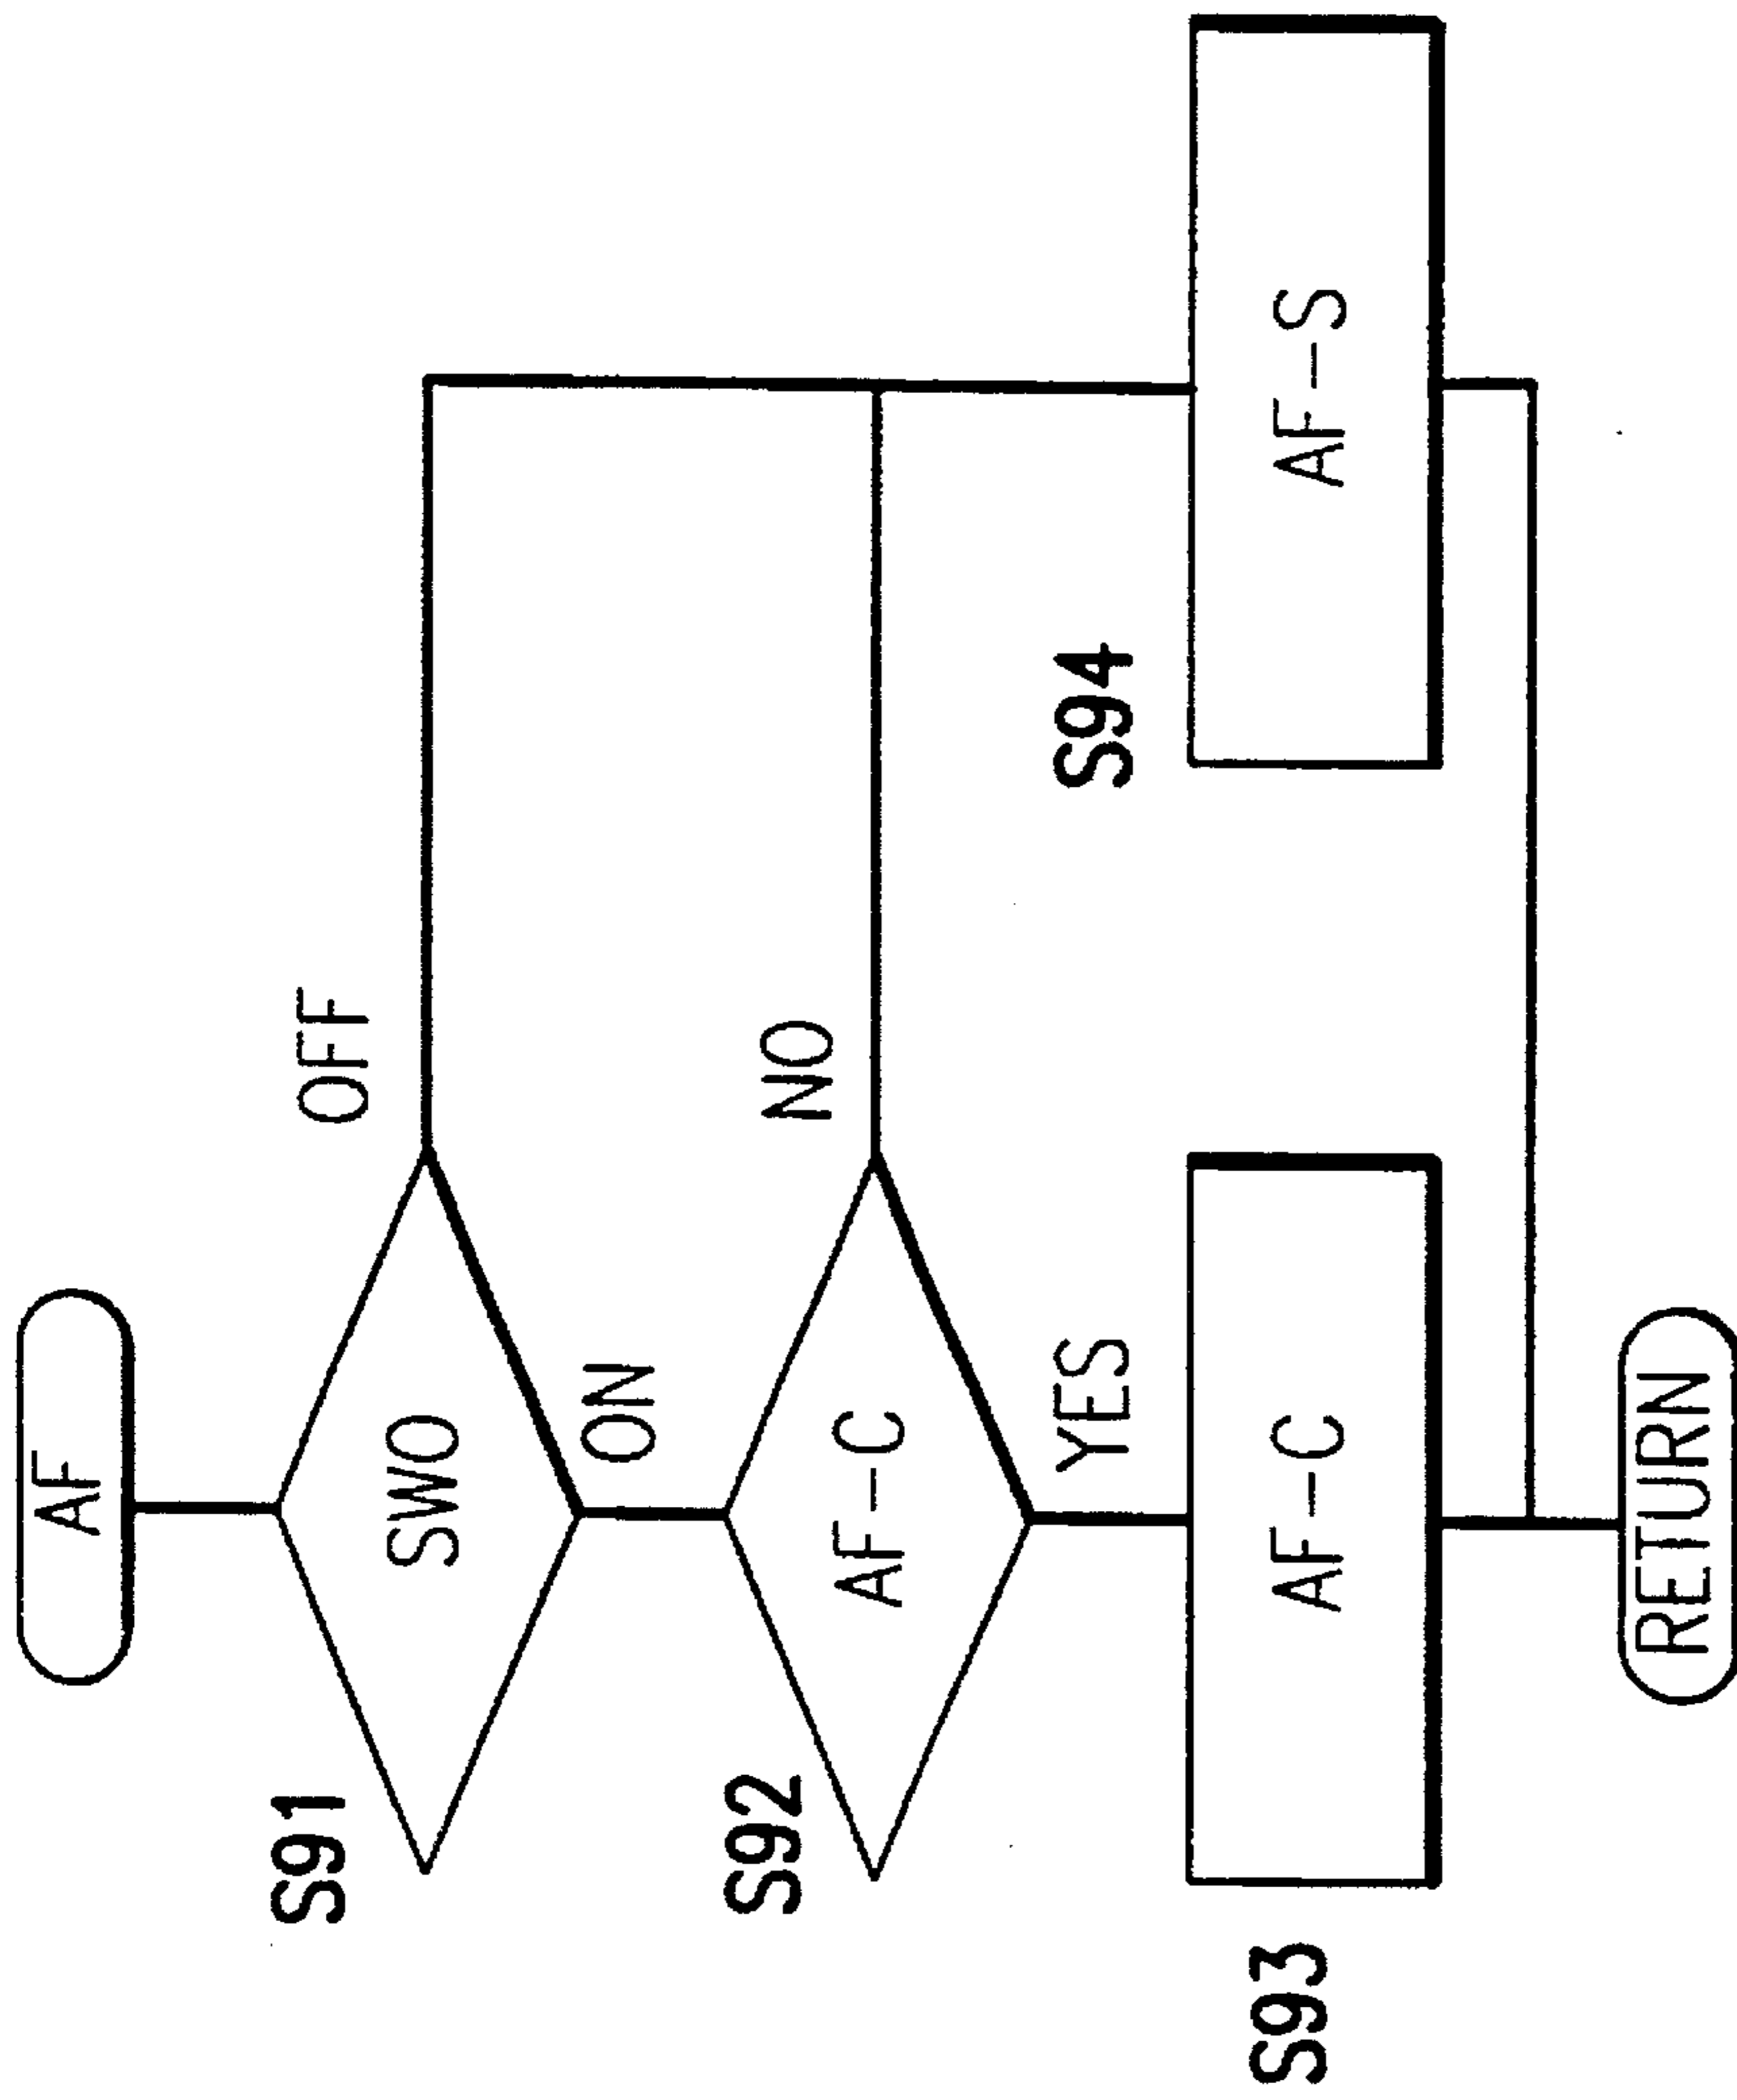 AF
S91
SWO
OFF
ON
S92
AF-C
NO
YES
S93
AF-C
S94
AF-S
RETURN